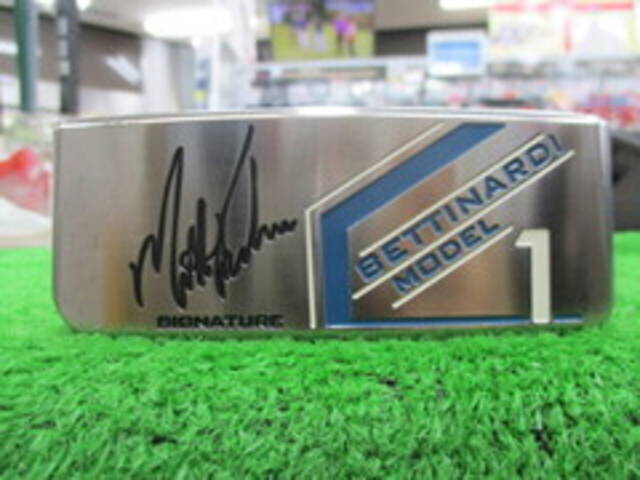 BETTINARDI
MODEL
1
SIGNATURE